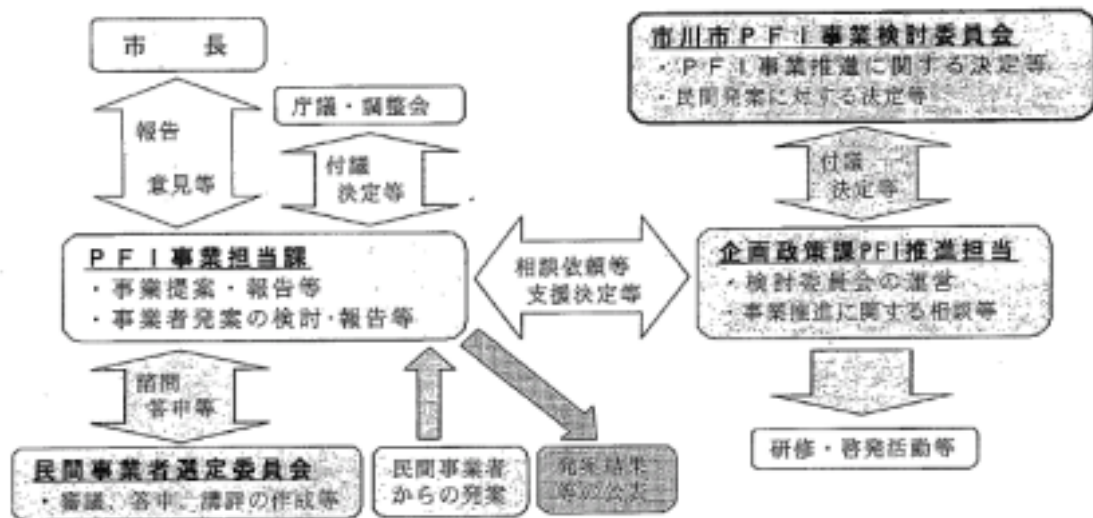 市　長
市川市ＰＦＩ事業検討委員会
・ＰＦＩ事業推進に関する決定等
・民間発案に対する決定等
庁議・調整会
報告
意見等
付議
決定等
付議
決定等
ＰＦＩ事業担当課
・事業提案・報告等
・事業者発案の検討・報告等
相談依頼等
支援決定等
企画政策課PFI推進担当
・検討委員会の運営
・事業推進に関する相談等
諮問
答申等
民間事業者選定委員会
・審議、答申、講評の作成等
民間事業者
からの発案
発案結果
等の公表
研修・啓発活動等